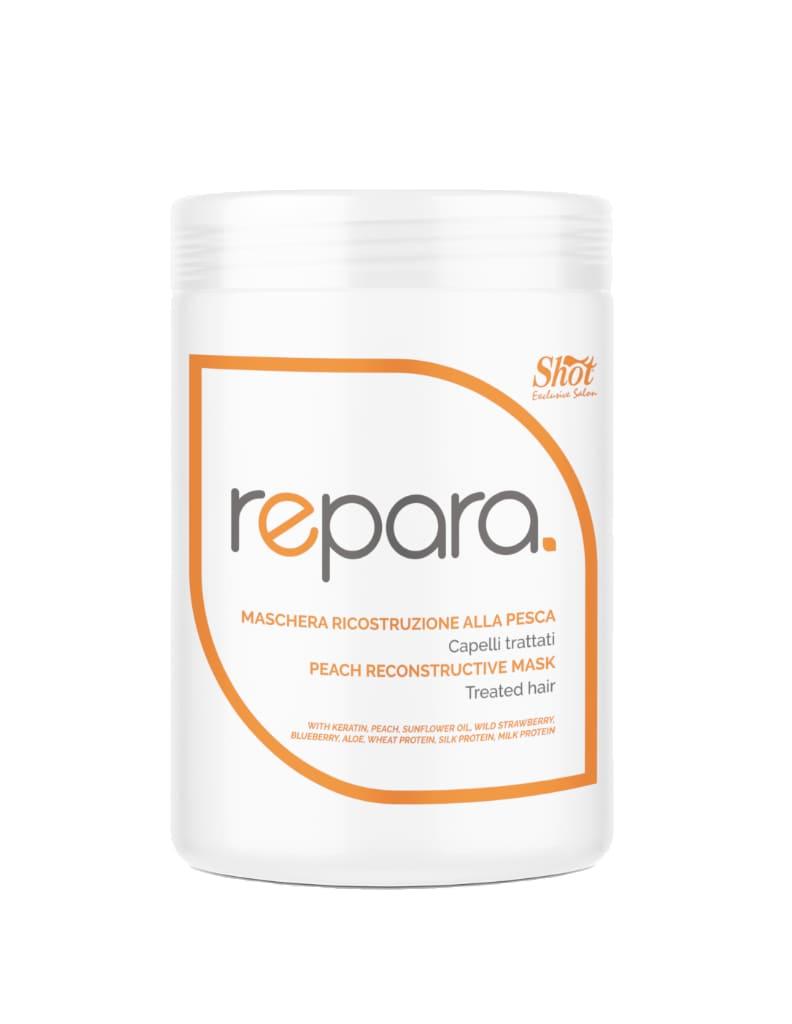 Shot
Exclusive Salon
repara.
MASCHERA RICOSTRUZIONE ALLA PESCA
Capelli trattati
PEACH RECONSTRUCTIVE MASK
Treated hair
WITH KERATIN, PEACH, SUNFLOWER OIL, WILD STRAWBERRY,
BLUEBERRY, ALOE, WHEAT PROTEIN, SILK PROTEIN, MILK PROTEIN